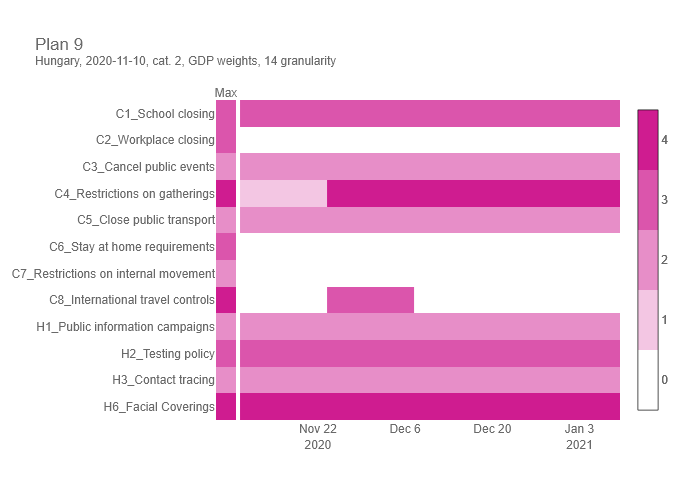 Plan 9
Hungary, 2020-11-10, cat. 2, GDP weights, 14 granularity
Max
C1_School closing
C2_Workplace closing
C3_Cancel public events
C4_Restrictions on gatherings
C5_Close public transport
C6_Stay at home requirements
C7_Restrictions on internal movement
C8_International travel controls
H1_Public information campaigns
H2_Testing policy
H3_Contact tracing
H6_Facial Coverings
4
3
2
1
0
Nov 22 Dec 6 Dec 20 Jan 3
2020 2021